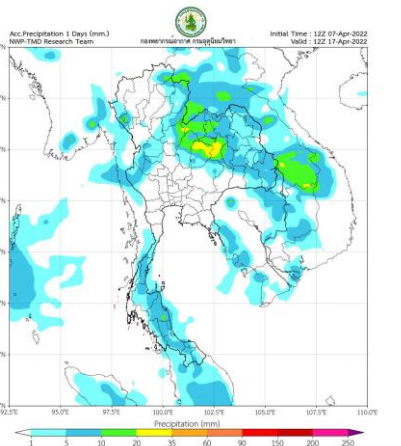 Acc.Precipitation 1 Days (mm.)
NWP-TMD Research Team
กองพยากรณ์อากาศ กรมอุตุนิยมวิทยา
Initial Time : 12Z 07-Apr-2022
Valid : 12Z 17-Apr-2022
92.5°E 95.0°E 97.5°E 100.0°E 102.5°E 105.0°E 107.5°E 110.0°E
Precipitation (mm)
1 5 10 20 35 60 90 150 200 250